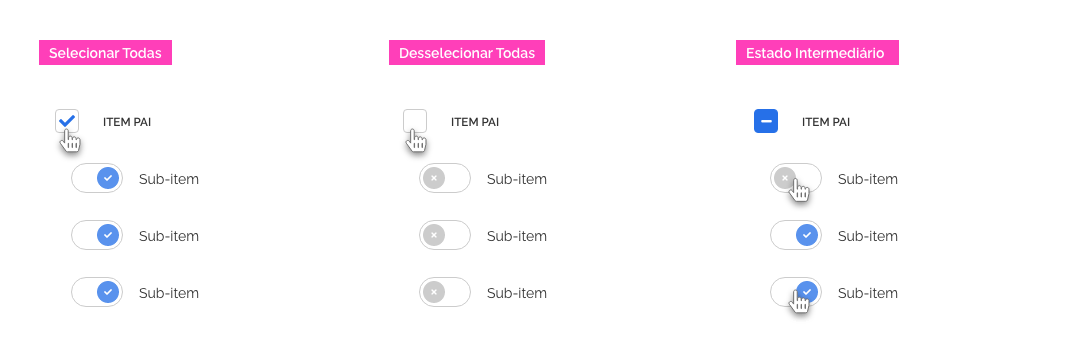 Selecionar Todas
Desselecionar Todas
Estado Intermediário
ITEM PAI
ITEM PAI
ITEM PAI
Sub-item
Sub-item
Sub-item
Sub-item
Sub-item
Sub-item
Sub-item
Sub-item
Sub-item